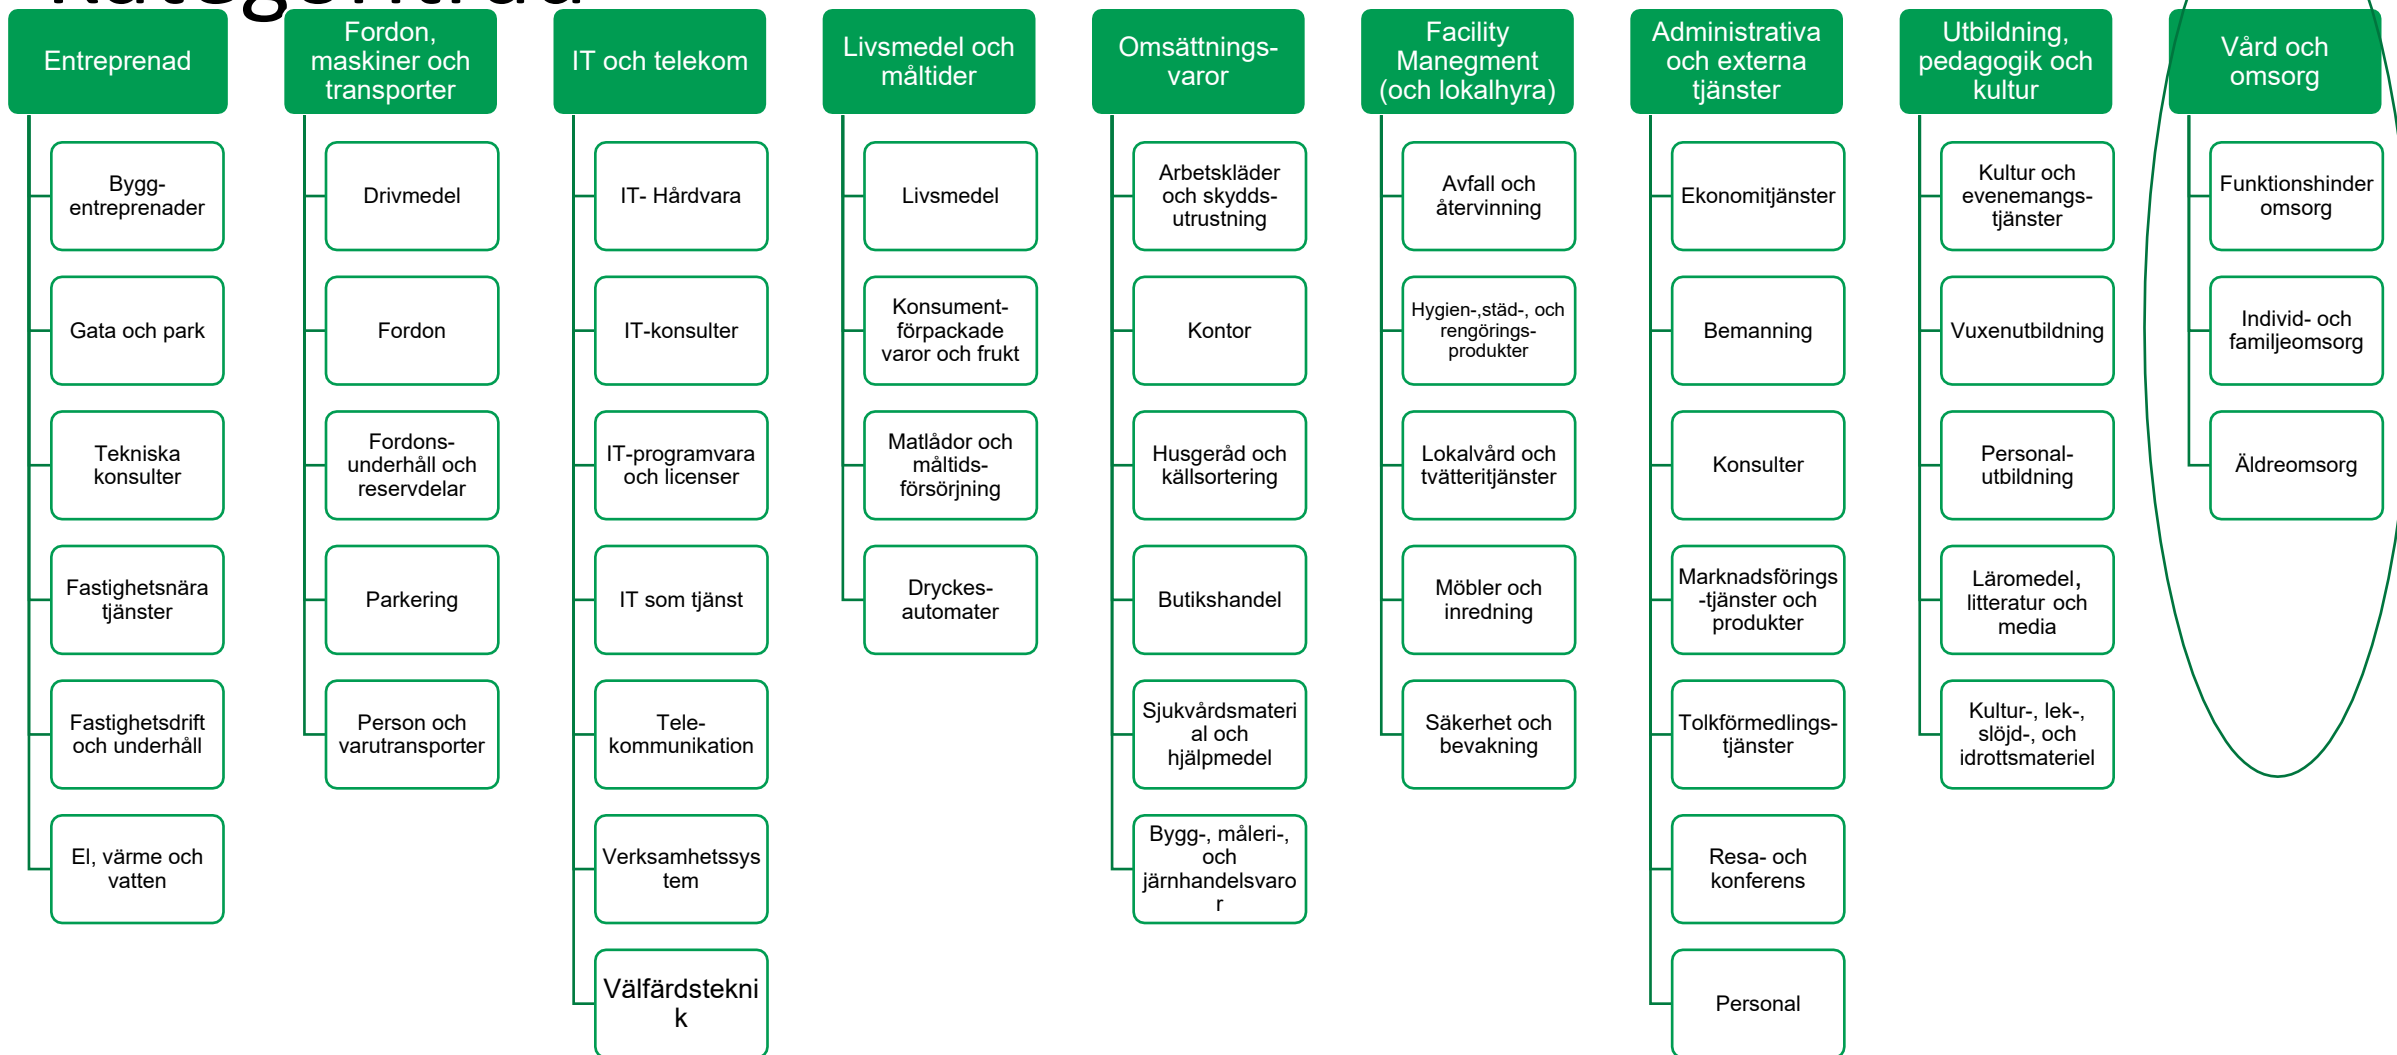 Entreprenad
Bygg-
entreprenader
Gata och park
Tekniska
konsulter
Fastighetsnära
tjänster
Fastighetsdrift
och underhåll
El, värme och
vatten
Fordon,
maskiner och
transporter
Drivmedel
Fordon
Fordons-
underhåll och
reservdelar
Parkering
Person och
varutransporter
IT och telekom
IT- Hårdvara
IT-konsulter
IT-programvara
och licenser
IT som tjänst
Tele-
kommunikation
Verksamhetssys
tem
Välfärdstekni
k
Livsmedel och
måltider
Livsmedel
Konsument-
förpackade
varor och frukt
Matlådor och
måltids-
försörjning
Dryckes-
automater
Omsättnings-
varor
Arbetskläder
och skydds-
utrustning
Kontor
Husgeråd och
källsortering
Butikshandel
Sjukvårdsmateri
al och
hjälpmedel
Bygg-, måleri-,
och
järnhandelsvaro
r
Facility
Manegment
(och lokalhyra)
Avfall och
återvinning
Hygien-,städ-, och
rengörings-
produkter
Lokalvård och
tvätteritjänster
Möbler och
inredning
Säkerhet och
bevakning
Administrativa
och externa
tjänster
Ekonomitjänster
Bemanning
Konsulter
Marknadsförings
-tjänster och
produkter
Tolkförmedlings-
tjänster
Resa- och
konferens
Personal
Utbildning,
pedagogik och
kultur
Kultur och
evenemangs-
tjänster
Vuxenutbildning
Personal-
utbildning
Läromedel,
litteratur och
media
Kultur-, lek-,
slöjd-, och
idrottsmateriel
Vård och
omsorg
Funktionshinder
omsorg
Individ- och
familjeomsorg
Äldreomsorg